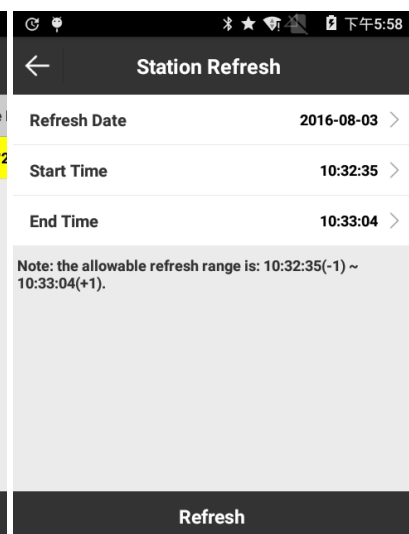 下午5:58
Station Refresh
Refresh Date 2016-08-03
Start Time 10:32:35
End Time 10:33:04
Note: the allowable refresh range is: 10:32:35(-1) ~
10:33:04(+1).
Refresh